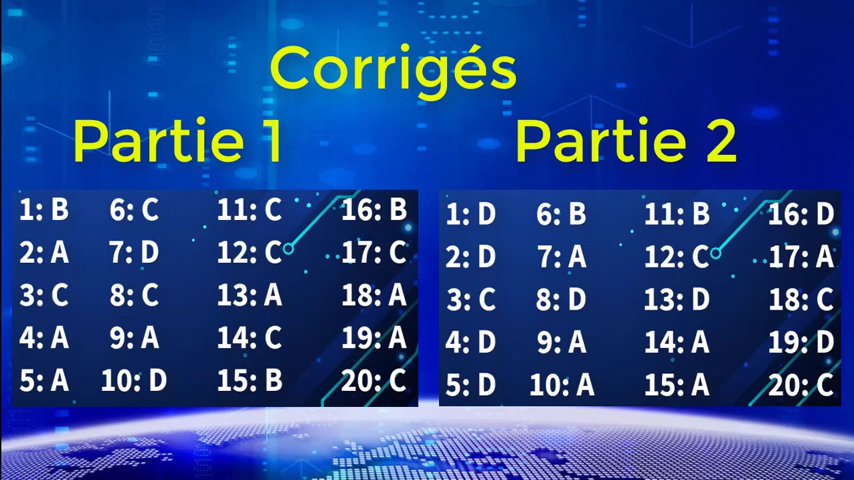 Corrigés
Partie 1
1: B 6: C 11: C 16: B
2: A 7: D 12: C 17: C
3: C 8: C 13: A 18: A
4: A 9: A 14: C 19: A
5: A 10: D 15: B 20: C
Partie 2
1: D 6: B 11: B 16: D
2: D 7: A 12: C 17: A
3: C 8: D 13: D 18: C
4: D 9: A 14: A 19: D
5: D 10: A 15: A 20: C